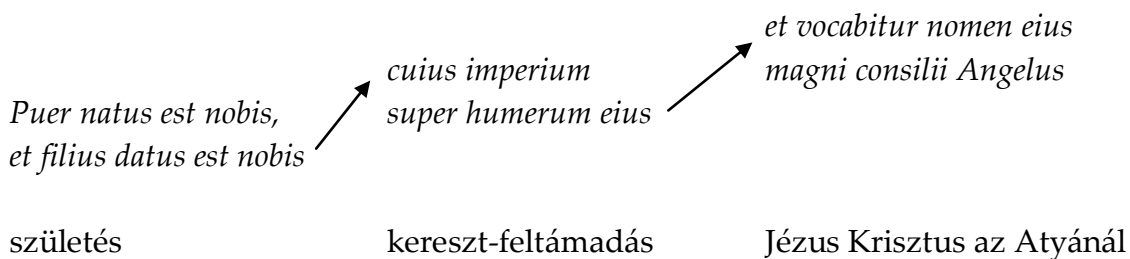 Puer natus est nobis,
et filius datus est nobis
cuius imperium
super humerum eius
et vocabitur nomen eius
magni consilii Angelus
születés
kereszt-feltámadás
Jézus Krisztus az Atyánál